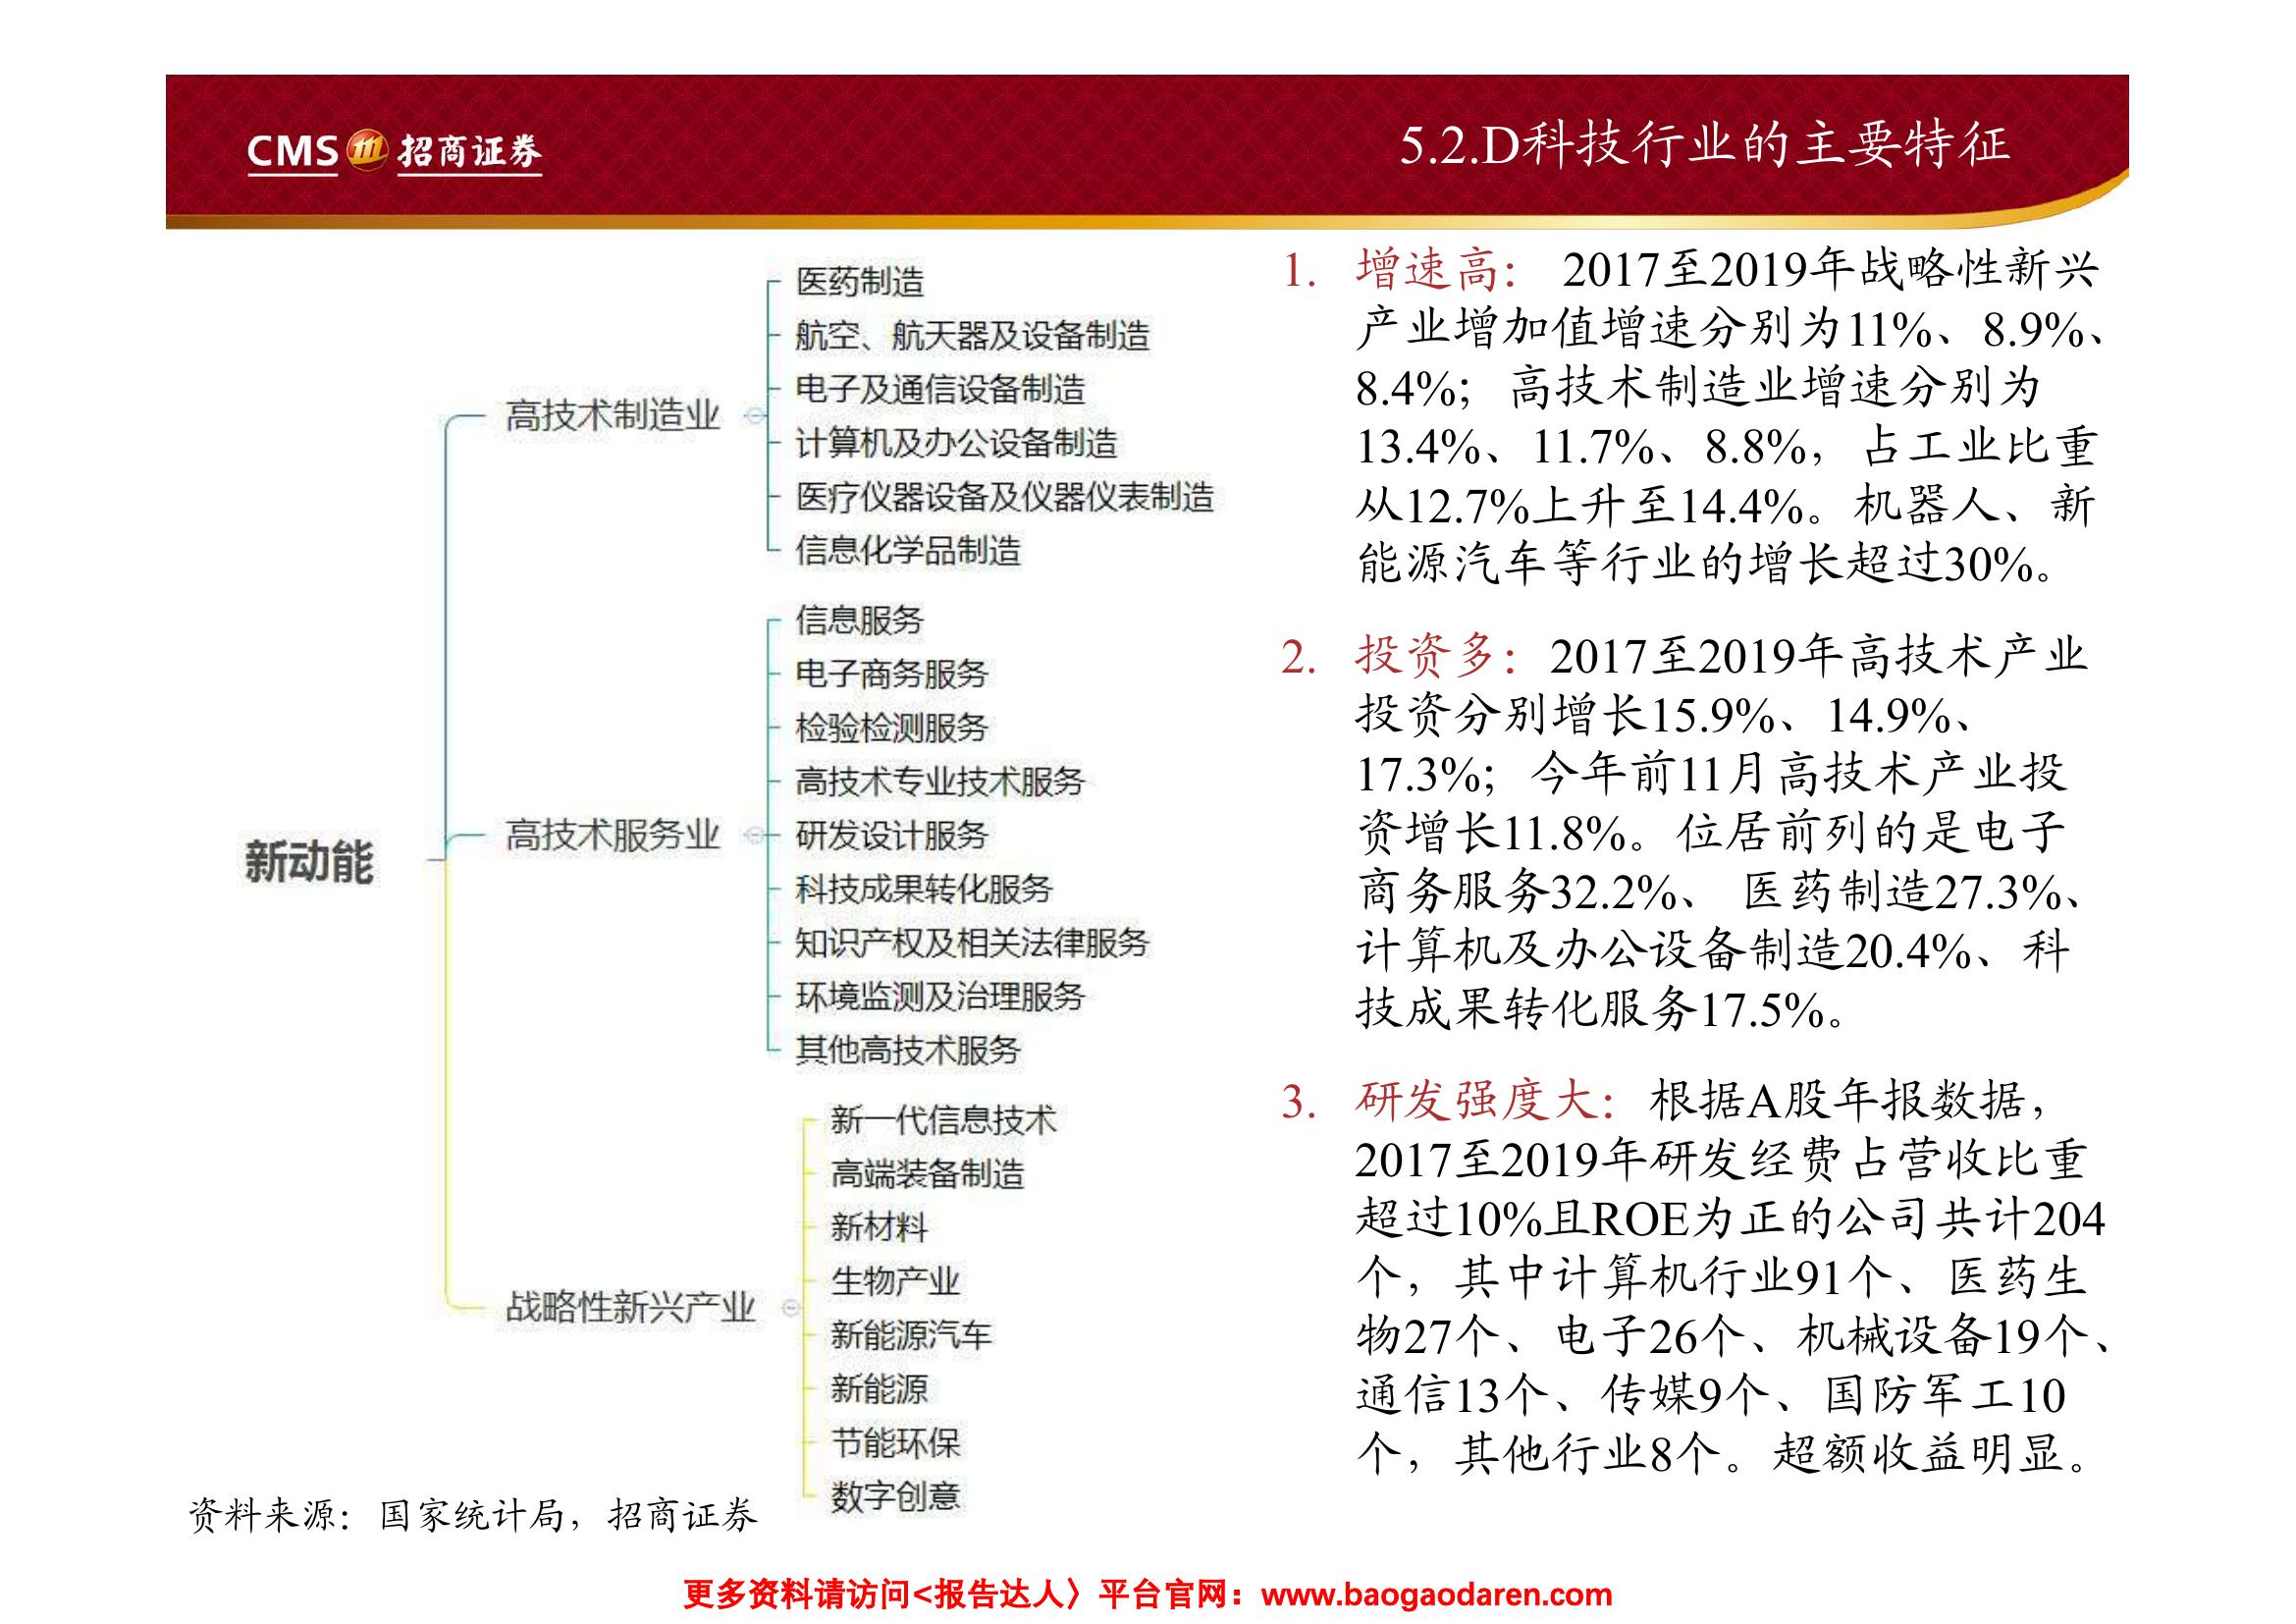 CMS 招商证券
5.2.D科技行业的主要特征
新动能
高技术制造业
医药制造
航空、航天器及设备制造
电子及通信设备制造
计算机及办公设备制造
医疗仪器设备及仪器仪表制造
信息化学品制造
高技术服务业
信息服务
电子商务服务
检验检测服务
高技术专业技术服务
研发设计服务
科技成果转化服务
知识产权及相关法律服务
环境监测及治理服务
其他高技术服务
战略性新兴产业
新一代信息技术
高端装备制造
新材料
生物产业
新能源汽车
新能源
节能环保
数字创意
1. 增速高： 2017至2019年战略性新兴
产业增加值增速分别为11%、8.9%、
8.4%；高技术制造业增速分别为
13.4%、11.7%、8.8%，占工业比重
从12.7%上升至14.4%。机器人、新
能源汽车等行业的增长超过30%。
2. 投资多：2017至2019年高技术产业
投资分别增长15.9%、14.9%、
17.3%；今年前11月高技术产业投
资增长11.8%。位居前列的是电子
商务服务32.2%、 医药制造27.3%、
计算机及办公设备制造20.4%、科
技成果转化服务17.5%。
3. 研发强度大：根据A股年报数据，
2017至2019年研发经费占营收比重
超过10%且ROE为正的公司共计204
个，其中计算机行业91个、医药生
物27个、电子26个、机械设备19个、
通信13个、传媒9个、国防军工10
个，其他行业8个。超额收益明显。
资料来源：国家统计局，招商证券
更多资料请访问<报告达人〉平台官网：www.baogaodaren.com